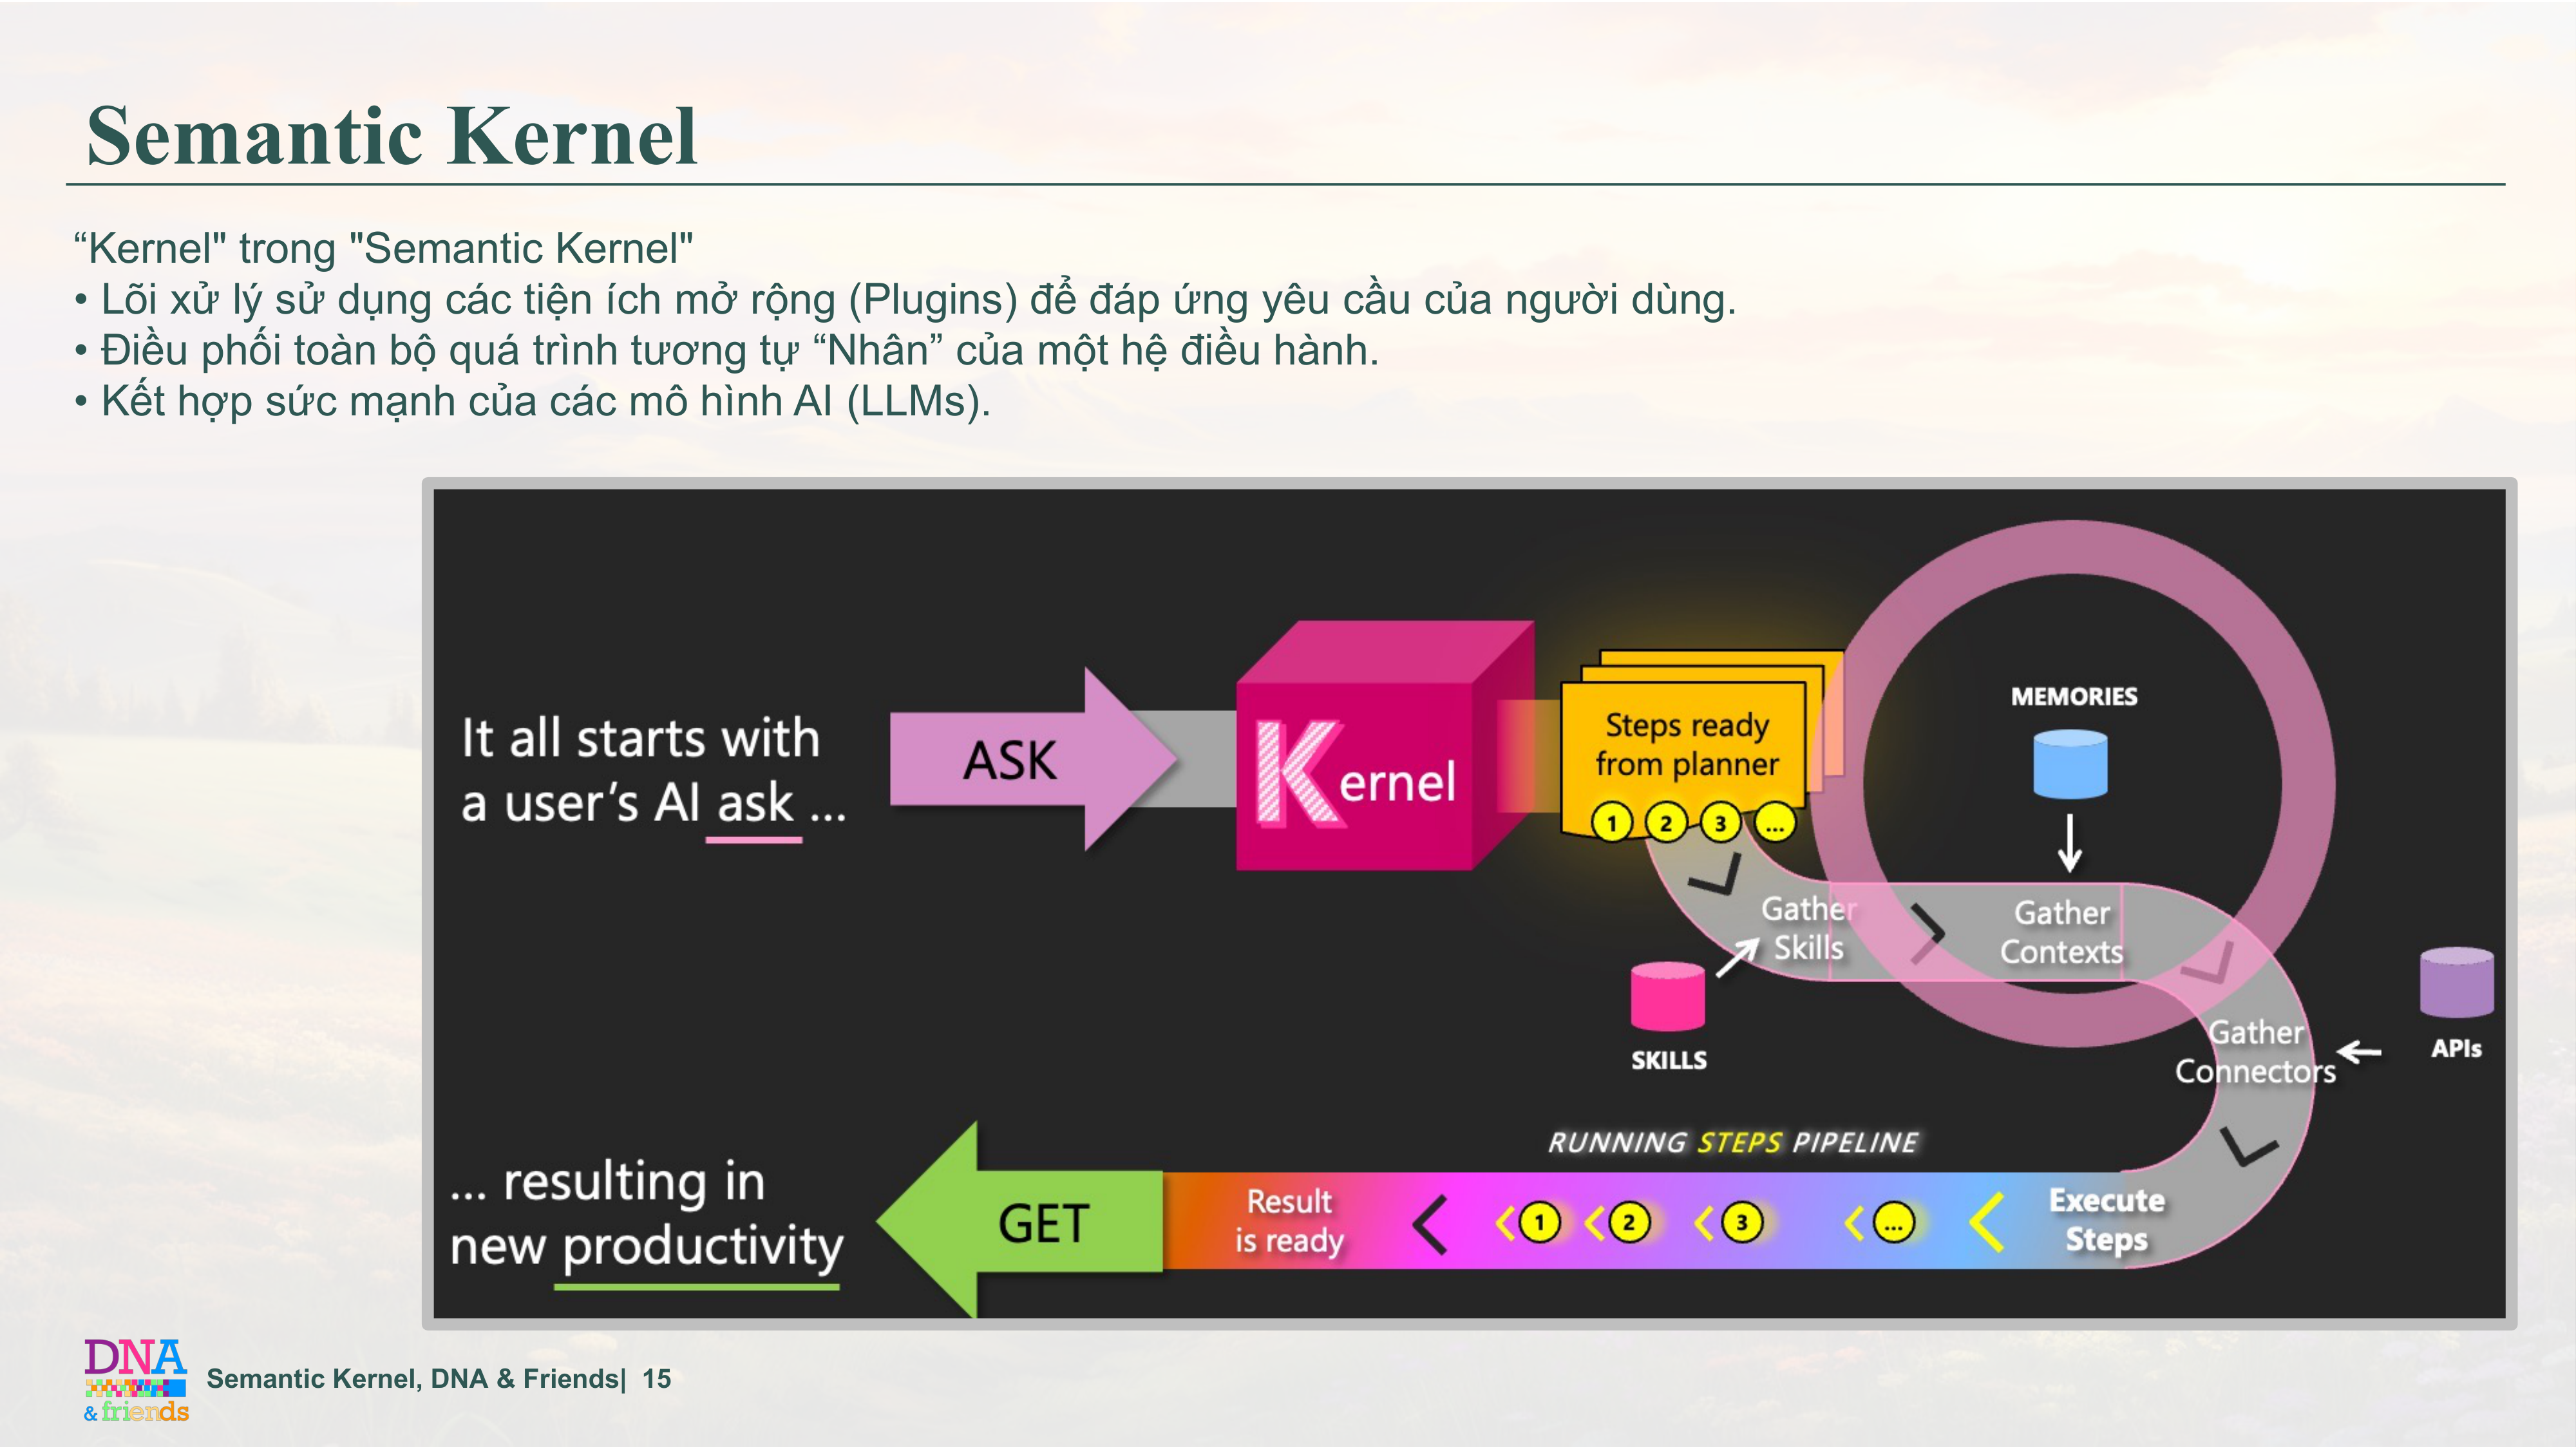 Semantic Kernel
“Kernel" trong "Semantic Kernel"
• Lõi xử lý sử dụng các tiện ích mở rộng (Plugins) để đáp ứng yêu cầu của người dùng.
• Điều phối toàn bộ quá trình tương tự “Nhân” của một hệ điều hành.
• Kết hợp sức mạnh của các mô hình AI (LLMs).
It all starts with
a user’s AI ask ...
ASK
Kernel
Steps ready
from planner
1 2 3 ...
MEMORIES
Gather
Skills
Gather
Contexts
SKILLS
Gather
Connectors
APIs
RUNNING STEPS PIPELINE
... resulting in
new productivity
GET
Result
is ready
1 2 3 ...
Execute
Steps
DNA
& friends
Semantic Kernel, DNA & Friends| 15